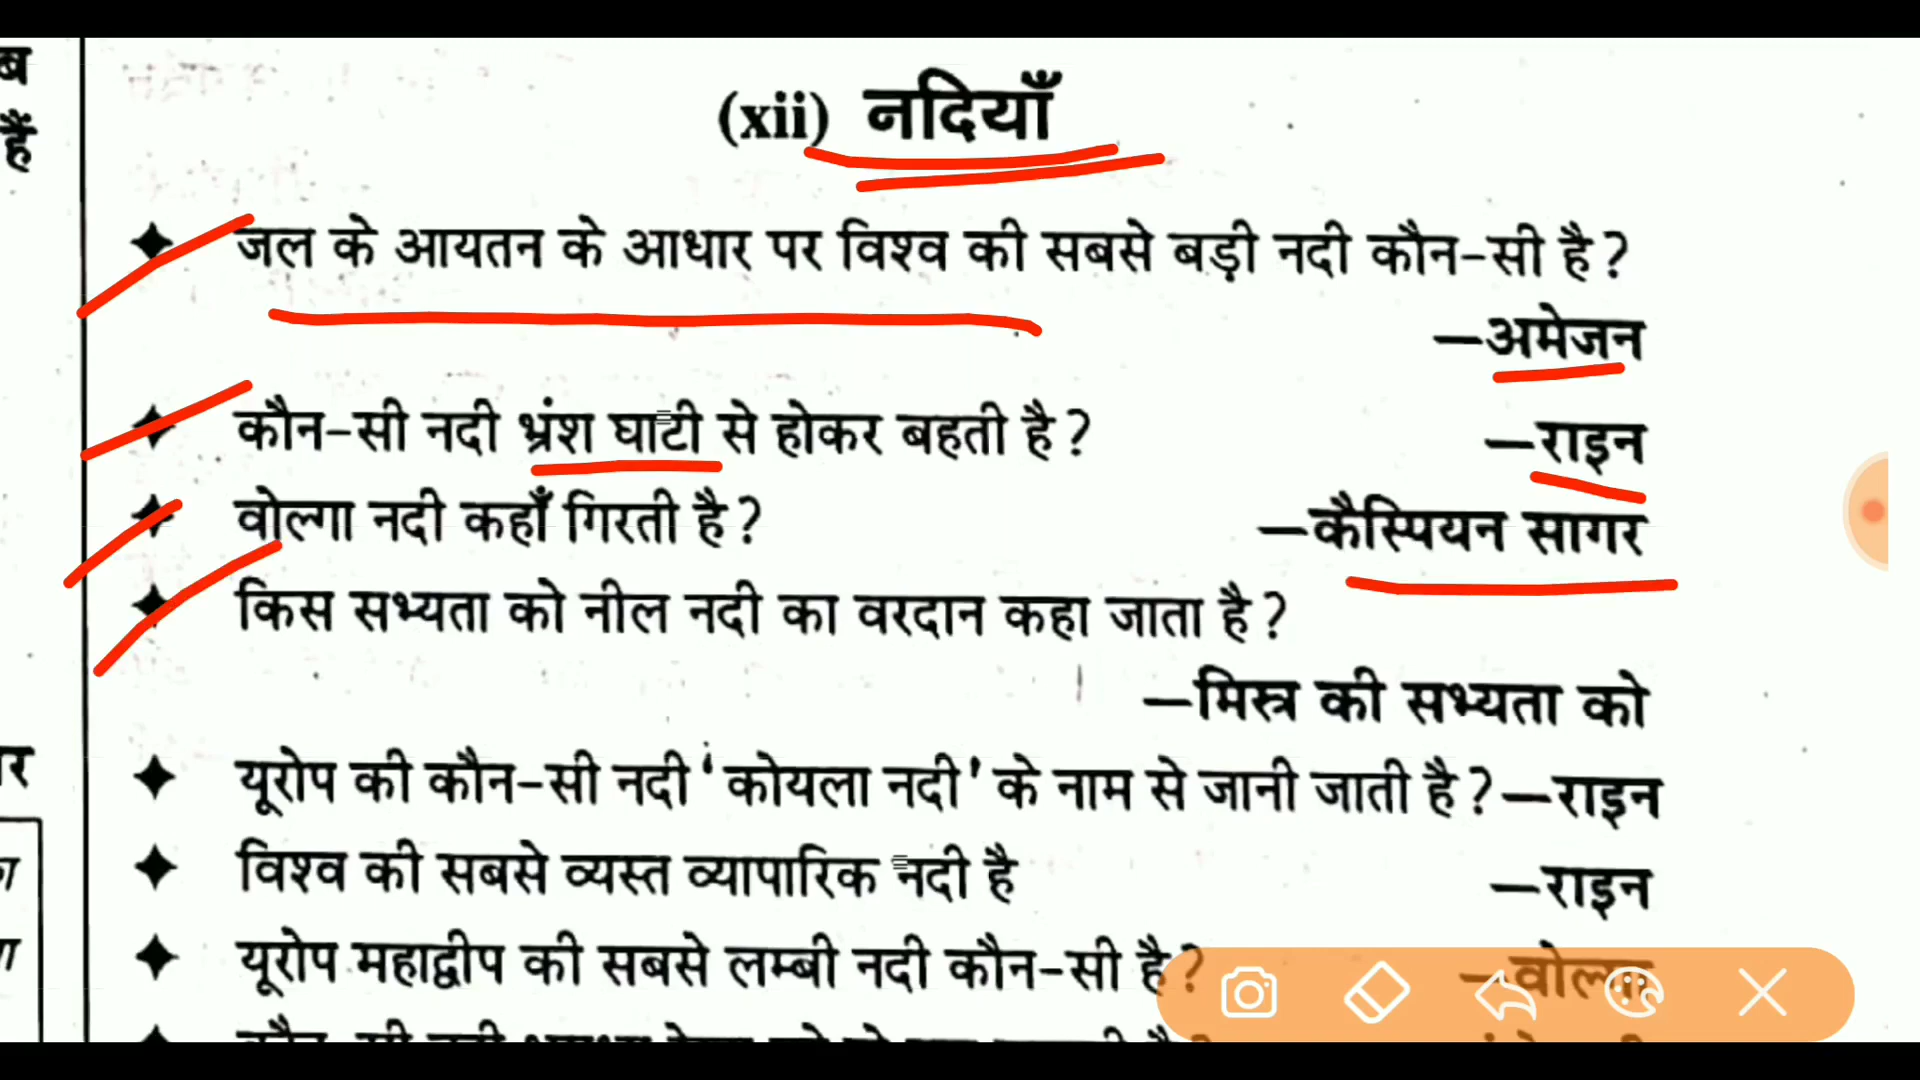 ब
हैं
(xii) नदियाँ
✦ जल के आयतन के आधार पर विश्व की सबसे बड़ी नदी कौन-सी है?
—अमेजन
✦ कौन-सी नदी भ्रंश घाटी से होकर बहती है? —राइन
✦ वोल्गा नदी कहाँ गिरती है? —कैस्पियन सागर
✦ किस सभ्यता को नील नदी का वरदान कहा जाता है?
—मिस्र की सभ्यता को
✦ यूरोप की कौन-सी नदी 'कोयला नदी' के नाम से जानी जाती है? —राइन
✦ विश्व की सबसे व्यस्त व्यापारिक नदी है —राइन
✦ यूरोप महाद्वीप की सबसे लम्बी नदी कौन-सी है? —वोल्गा